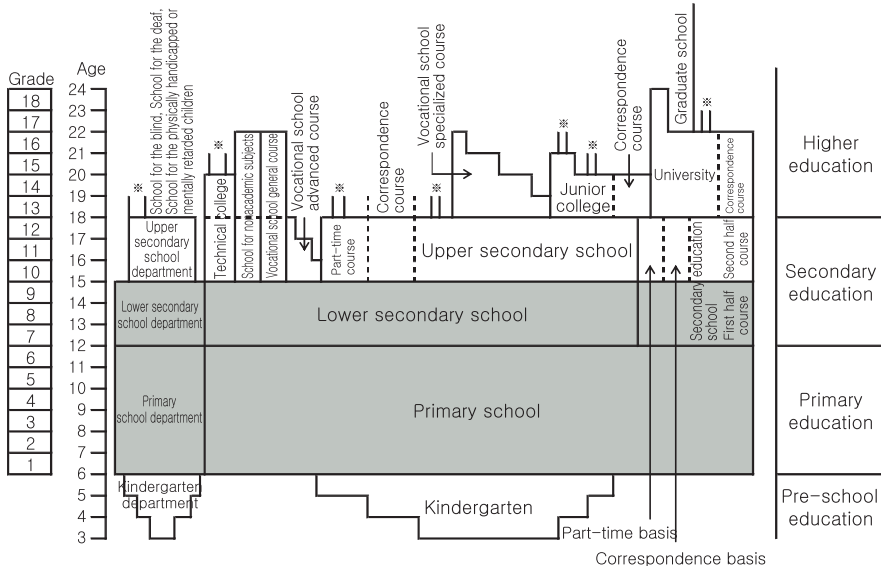 Grade
18
17
16
15
14
13
12
11
10
9
8
7
6
5
4
3
2
1
Age
24
23
22
21
20
19
18
17
16
15
14
13
12
11
10
9
8
7
6
5
4
3
※
School for the blind, School for the deaf,
School for the physically handicapped or
mentally retarded children
Upper
secondary
school
department
※
Technical college
School for nonacademic subjects
Vocational school general course
Vocational school
advanced course
※
Part-time
course
Correspondence
course
※
Vocational school
specialized course
Upper secondary school
※
※
Junior
college
Correspondence
course
University
Graduate school
※
Correspondence
course
Lower secondary
school department
Lower secondary school
Secondary education
school
Second half
course
First half
course
Primary
school department
Primary school
Kindergarten
department
Kindergarten
Part-time basis
Correspondence basis
Higher
education
Secondary
education
Primary
education
Pre-school
education